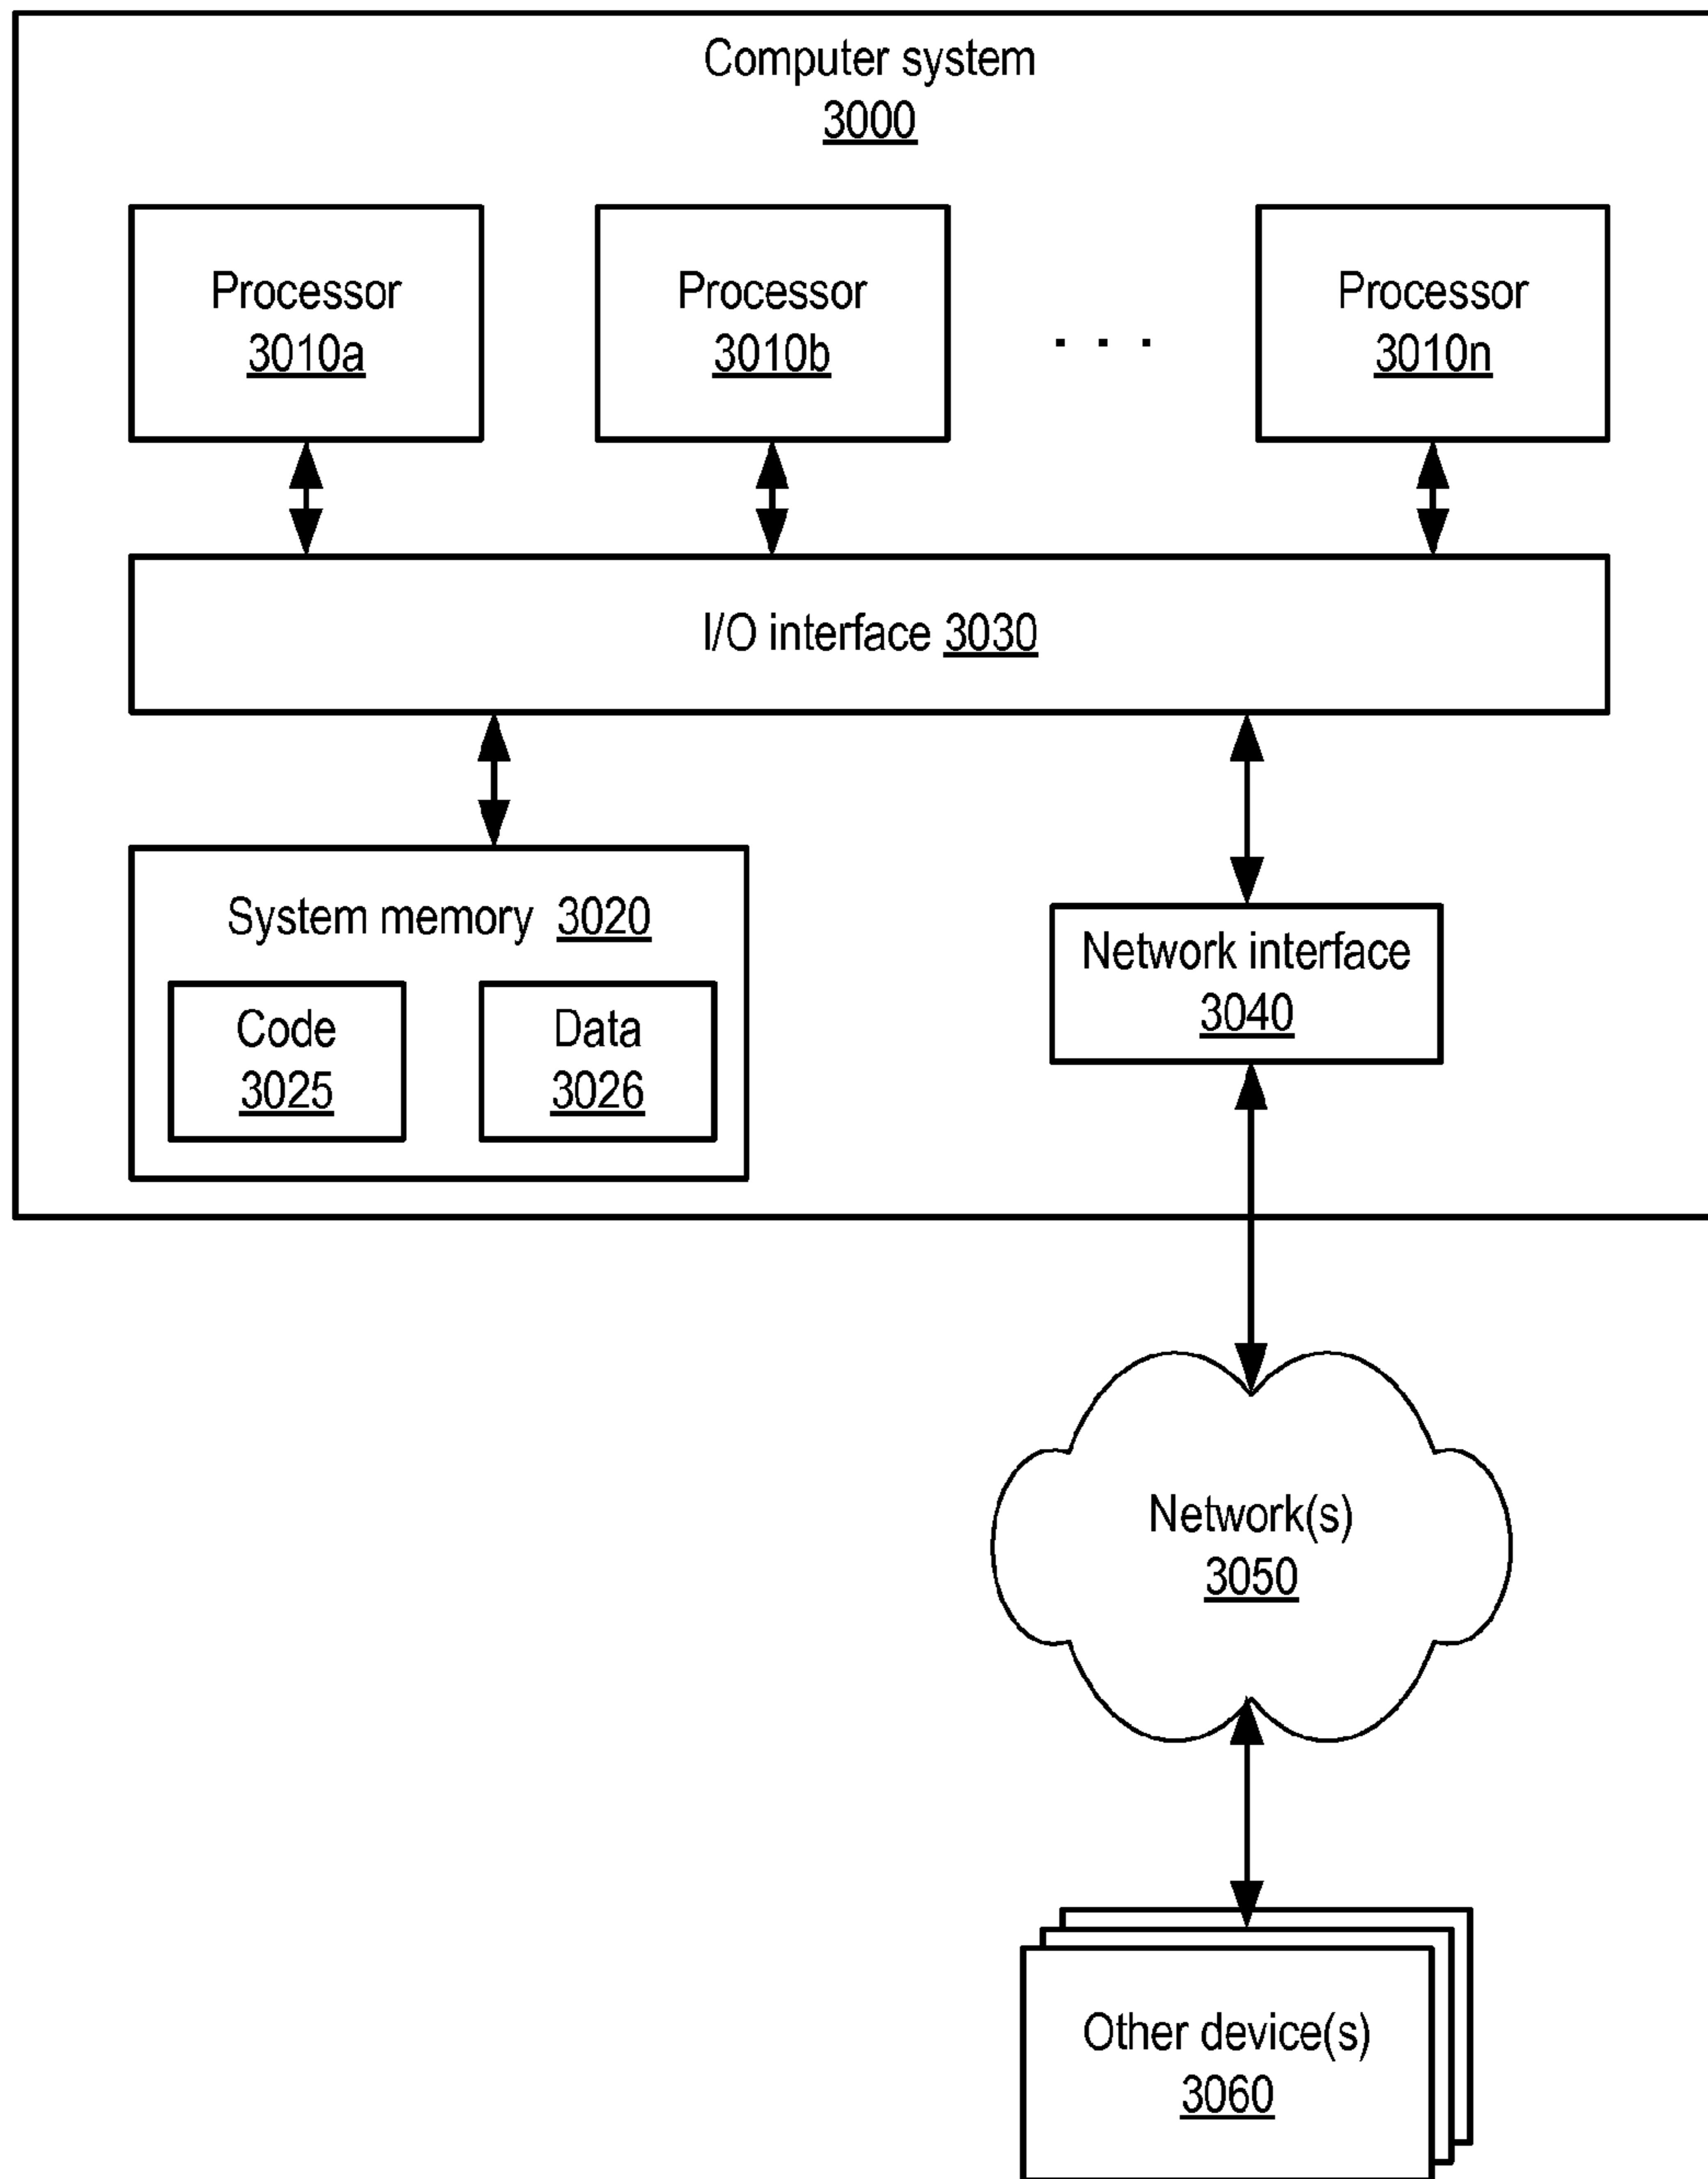 Computer system
3000
Processor
3010a
Processor
3010b
. . .
Processor
3010n
I/O interface 3030
System memory 3020
Code
3025
Data
3026
Network interface
3040
Network(s)
3050
Other device(s)
3060